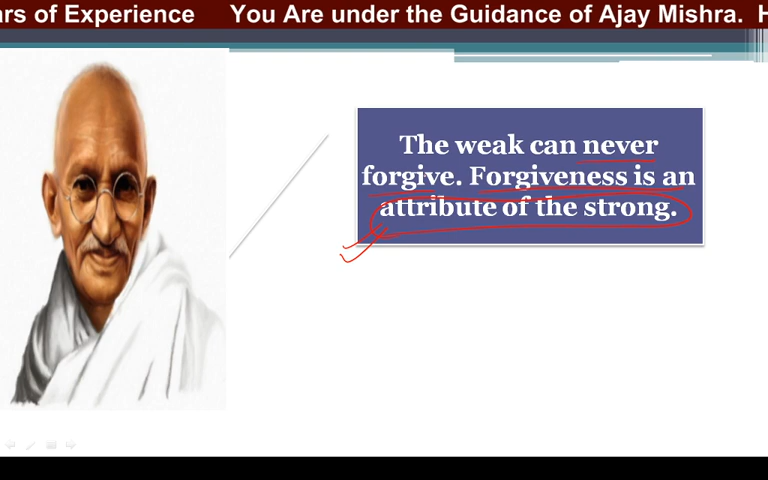 ars of Experience You Are under the Guidance of Ajay Mishra. H
The weak can never
forgive. Forgiveness is an
attribute of the strong.